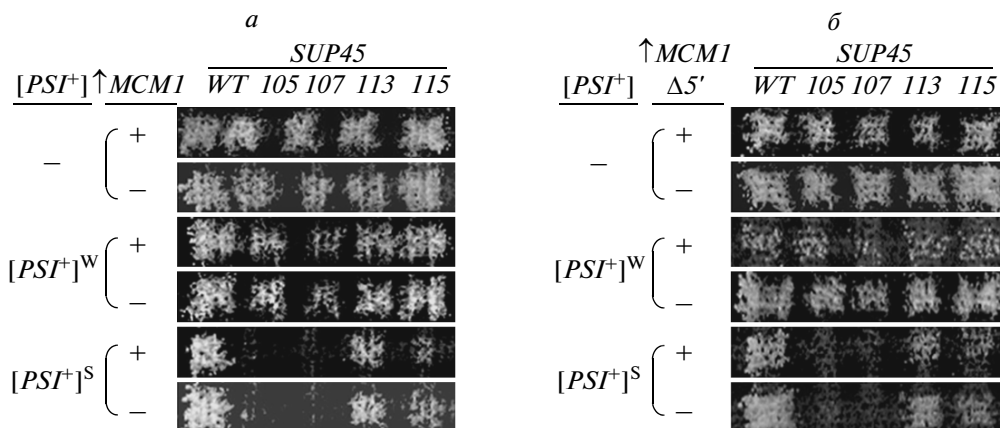 а
SUP45
[PSI⁺] ↑MCM1 WT 105 107 113 115
–
+
–
[PSI⁺]ᵂ
+
–
[PSI⁺]ˢ
+
–
б
↑MCM1 SUP45
[PSI⁺] Δ5' WT 105 107 113 115
–
+
–
[PSI⁺]ᵂ
+
–
[PSI⁺]ˢ
+
–